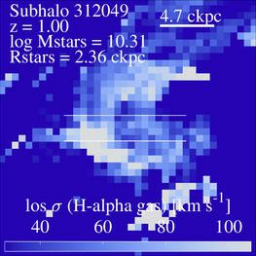 Subhalo 312049
4.7 ckpc
z = 1.00
log Mstars = 10.31
Rstars = 2.36 ckpc
los σ (H-alpha gas) [km s⁻¹]
40 60 80 100